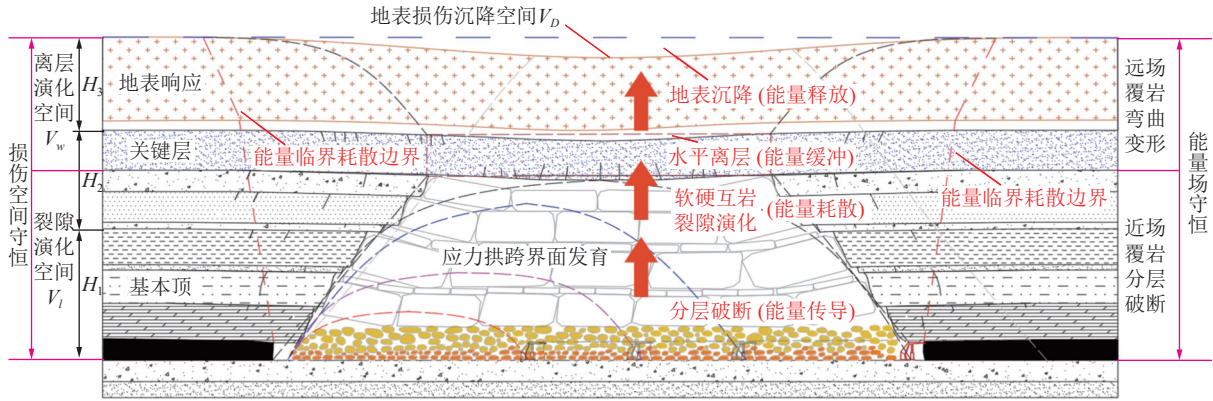 地表损伤沉降空间V_D
离层
演化
空间
V_w
H_3
地表响应
地表沉降 (能量释放)
远场
覆岩
弯曲
变形
关键层
能量临界耗散边界
水平离层 (能量缓冲)
损伤空间守恒
能量场守恒
H_2
软硬互岩
裂隙演化
(能量耗散)
能量临界耗散边界
裂隙
演化
空间
V_l
H_1
应力拱跨界面发育
近场
覆岩
分层
破断
基本顶
分层破断 (能量传导)